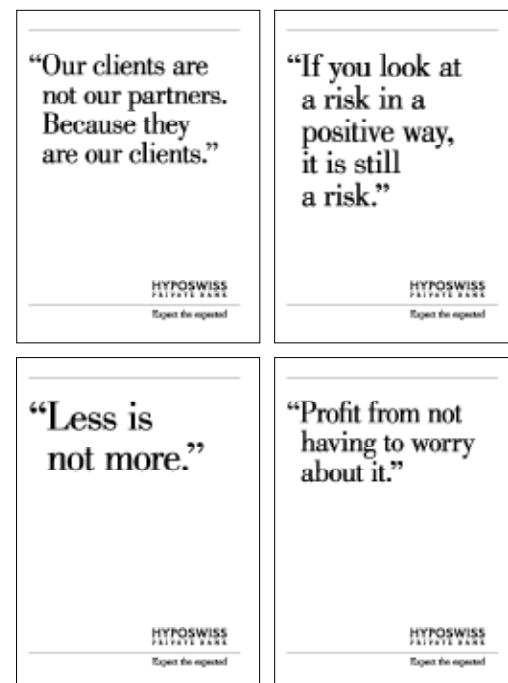 “Our clients are
not our partners.
Because they
are our clients.”
HYPOSWISS
PRIVATE BANK
Expect the expected
“If you look at
a risk in a
positive way,
it is still
a risk.”
HYPOSWISS
PRIVATE BANK
Expect the expected
“Less is
not more.”
HYPOSWISS
PRIVATE BANK
Expect the expected
“Profit from not
having to worry
about it.”
HYPOSWISS
PRIVATE BANK
Expect the expected